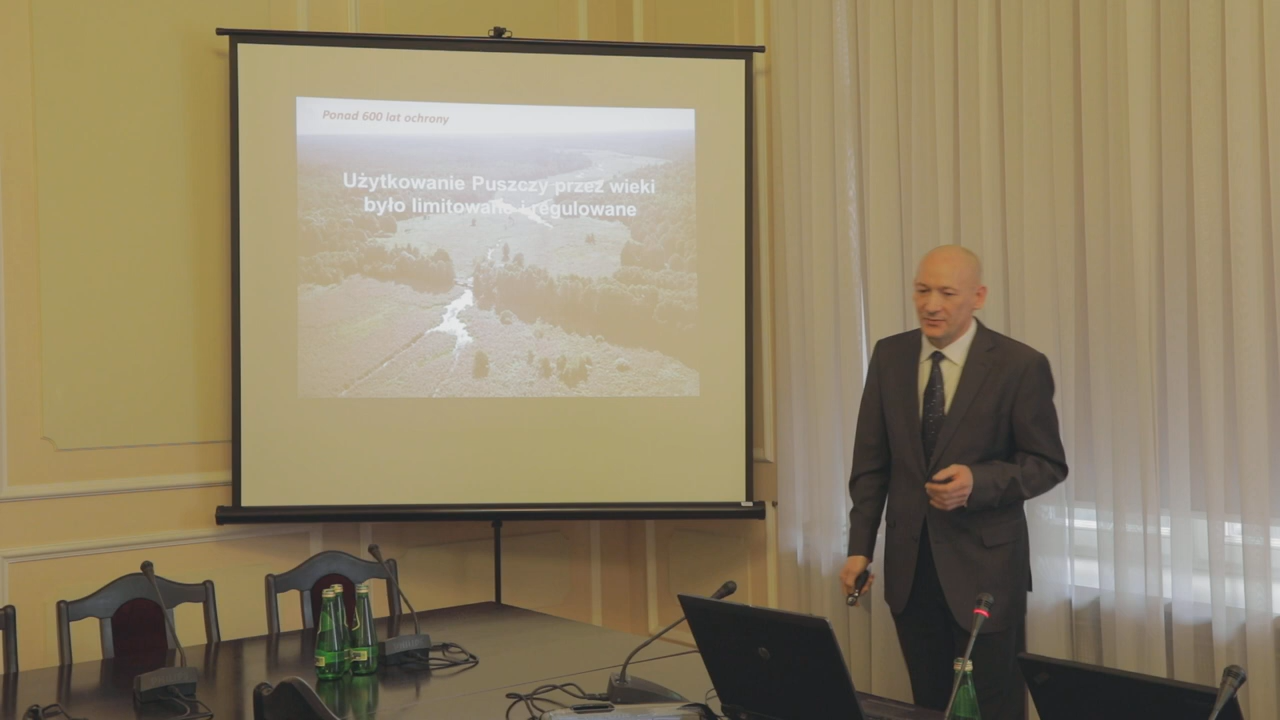 Ponad 600 lat ochrony
Użytkowanie Puszczy przez wieki
było limitowane i regulowane